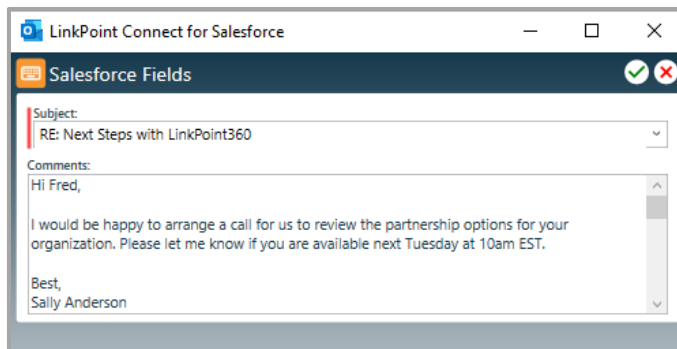 LinkPoint Connect for Salesforce
Salesforce Fields
Subject:
RE: Next Steps with LinkPoint360
Comments:
Hi Fred,
I would be happy to arrange a call for us to review the partnership options for your
organization. Please let me know if you are available next Tuesday at 10am EST.
Best,
Sally Anderson